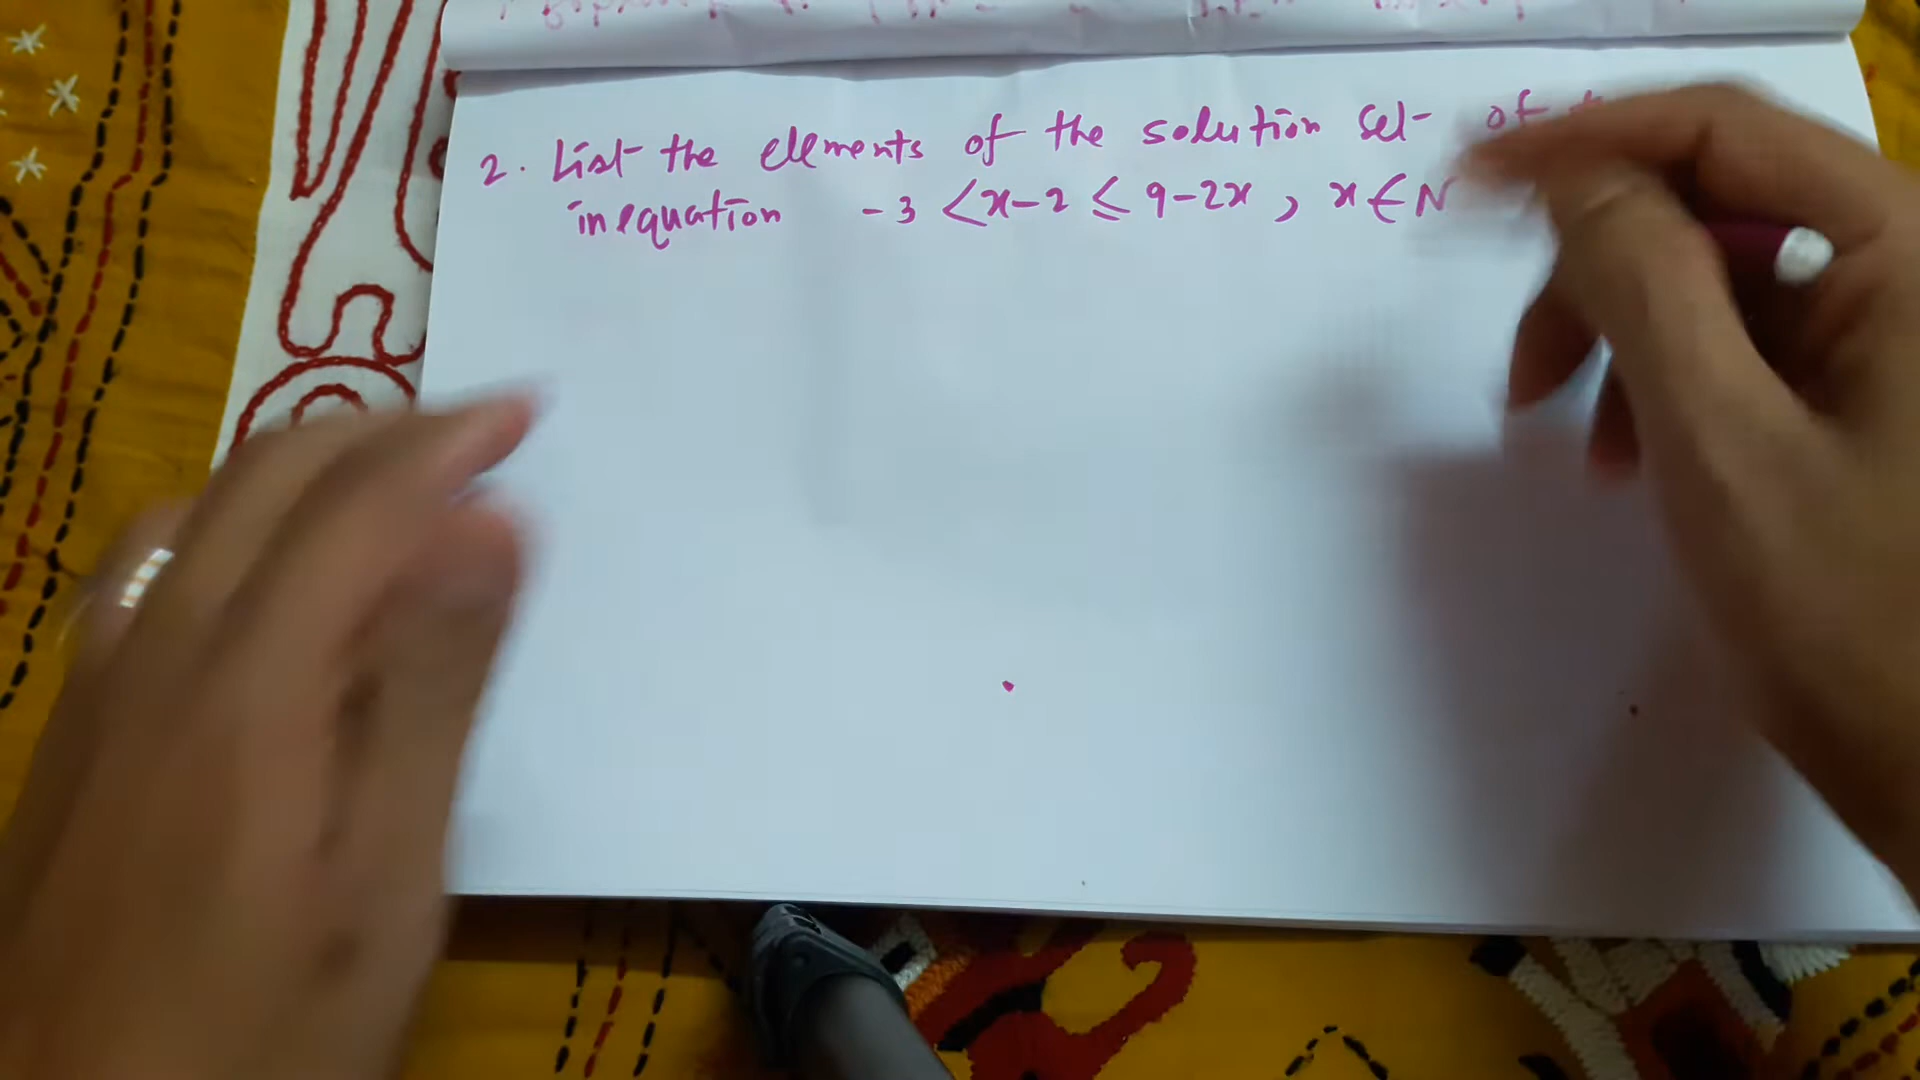 2. List the elements of the solution set of
inequation -3 < x-2 ≤ 9-2x, x ∈ N